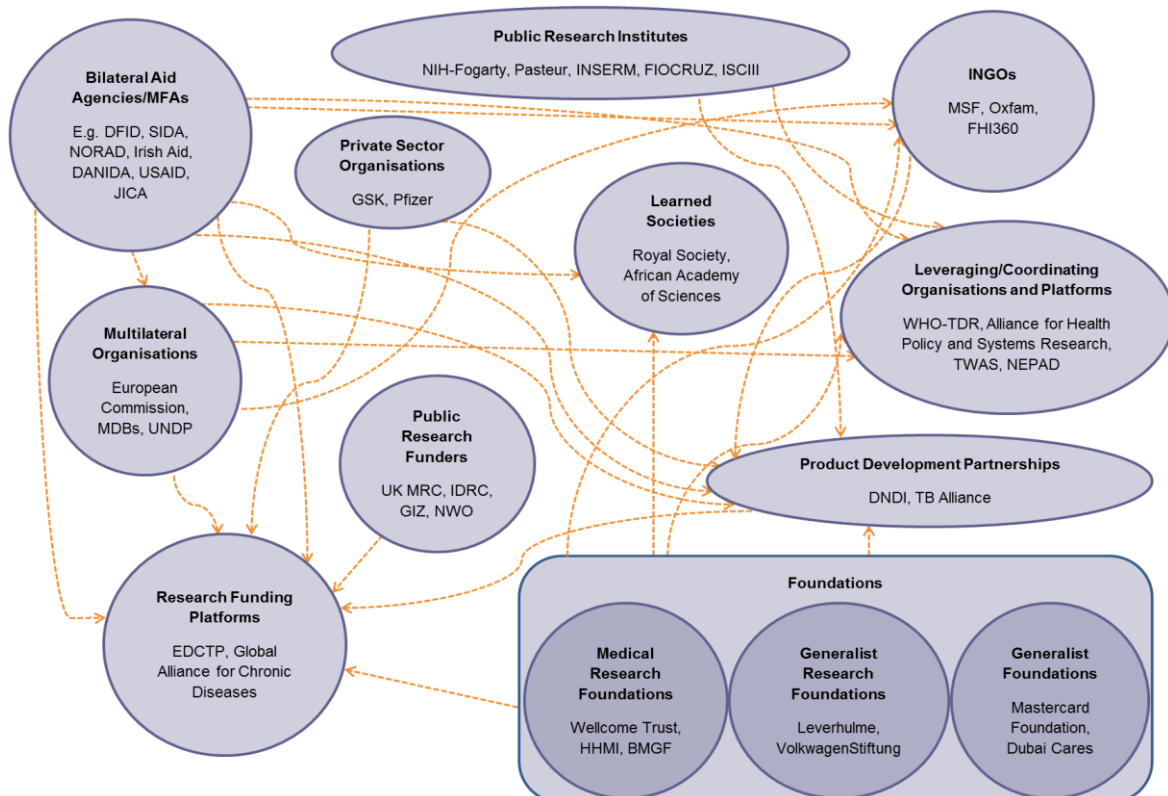 Public Research Institutes
NIH-Fogarty, Pasteur, INSERM, FIOCRUZ, ISCIII
Bilateral Aid
Agencies/MFAs
E.g. DFID, SIDA,
NORAD, Irish Aid,
DANIDA, USAID,
JICA
INGOs
MSF, Oxfam,
FHI360
Private Sector
Organisations
GSK, Pfizer
Learned
Societies
Royal Society,
African Academy
of Sciences
Leveraging/Coordinating
Organisations and Platforms
WHO-TDR, Alliance for Health
Policy and Systems Research,
TWAS, NEPAD
Multilateral
Organisations
European
Commission,
MDBs, UNDP
Public
Research
Funders
UK MRC, IDRC,
GIZ, NWO
Product Development Partnerships
DNDI, TB Alliance
Research Funding
Platforms
EDCTP, Global
Alliance for Chronic
Diseases
Foundations
Medical
Research
Foundations
Wellcome Trust,
HHMI, BMGF
Generalist
Research
Foundations
Leverhulme,
VolkwagenStiftung
Generalist
Foundations
Mastercard
Foundation,
Dubai Cares